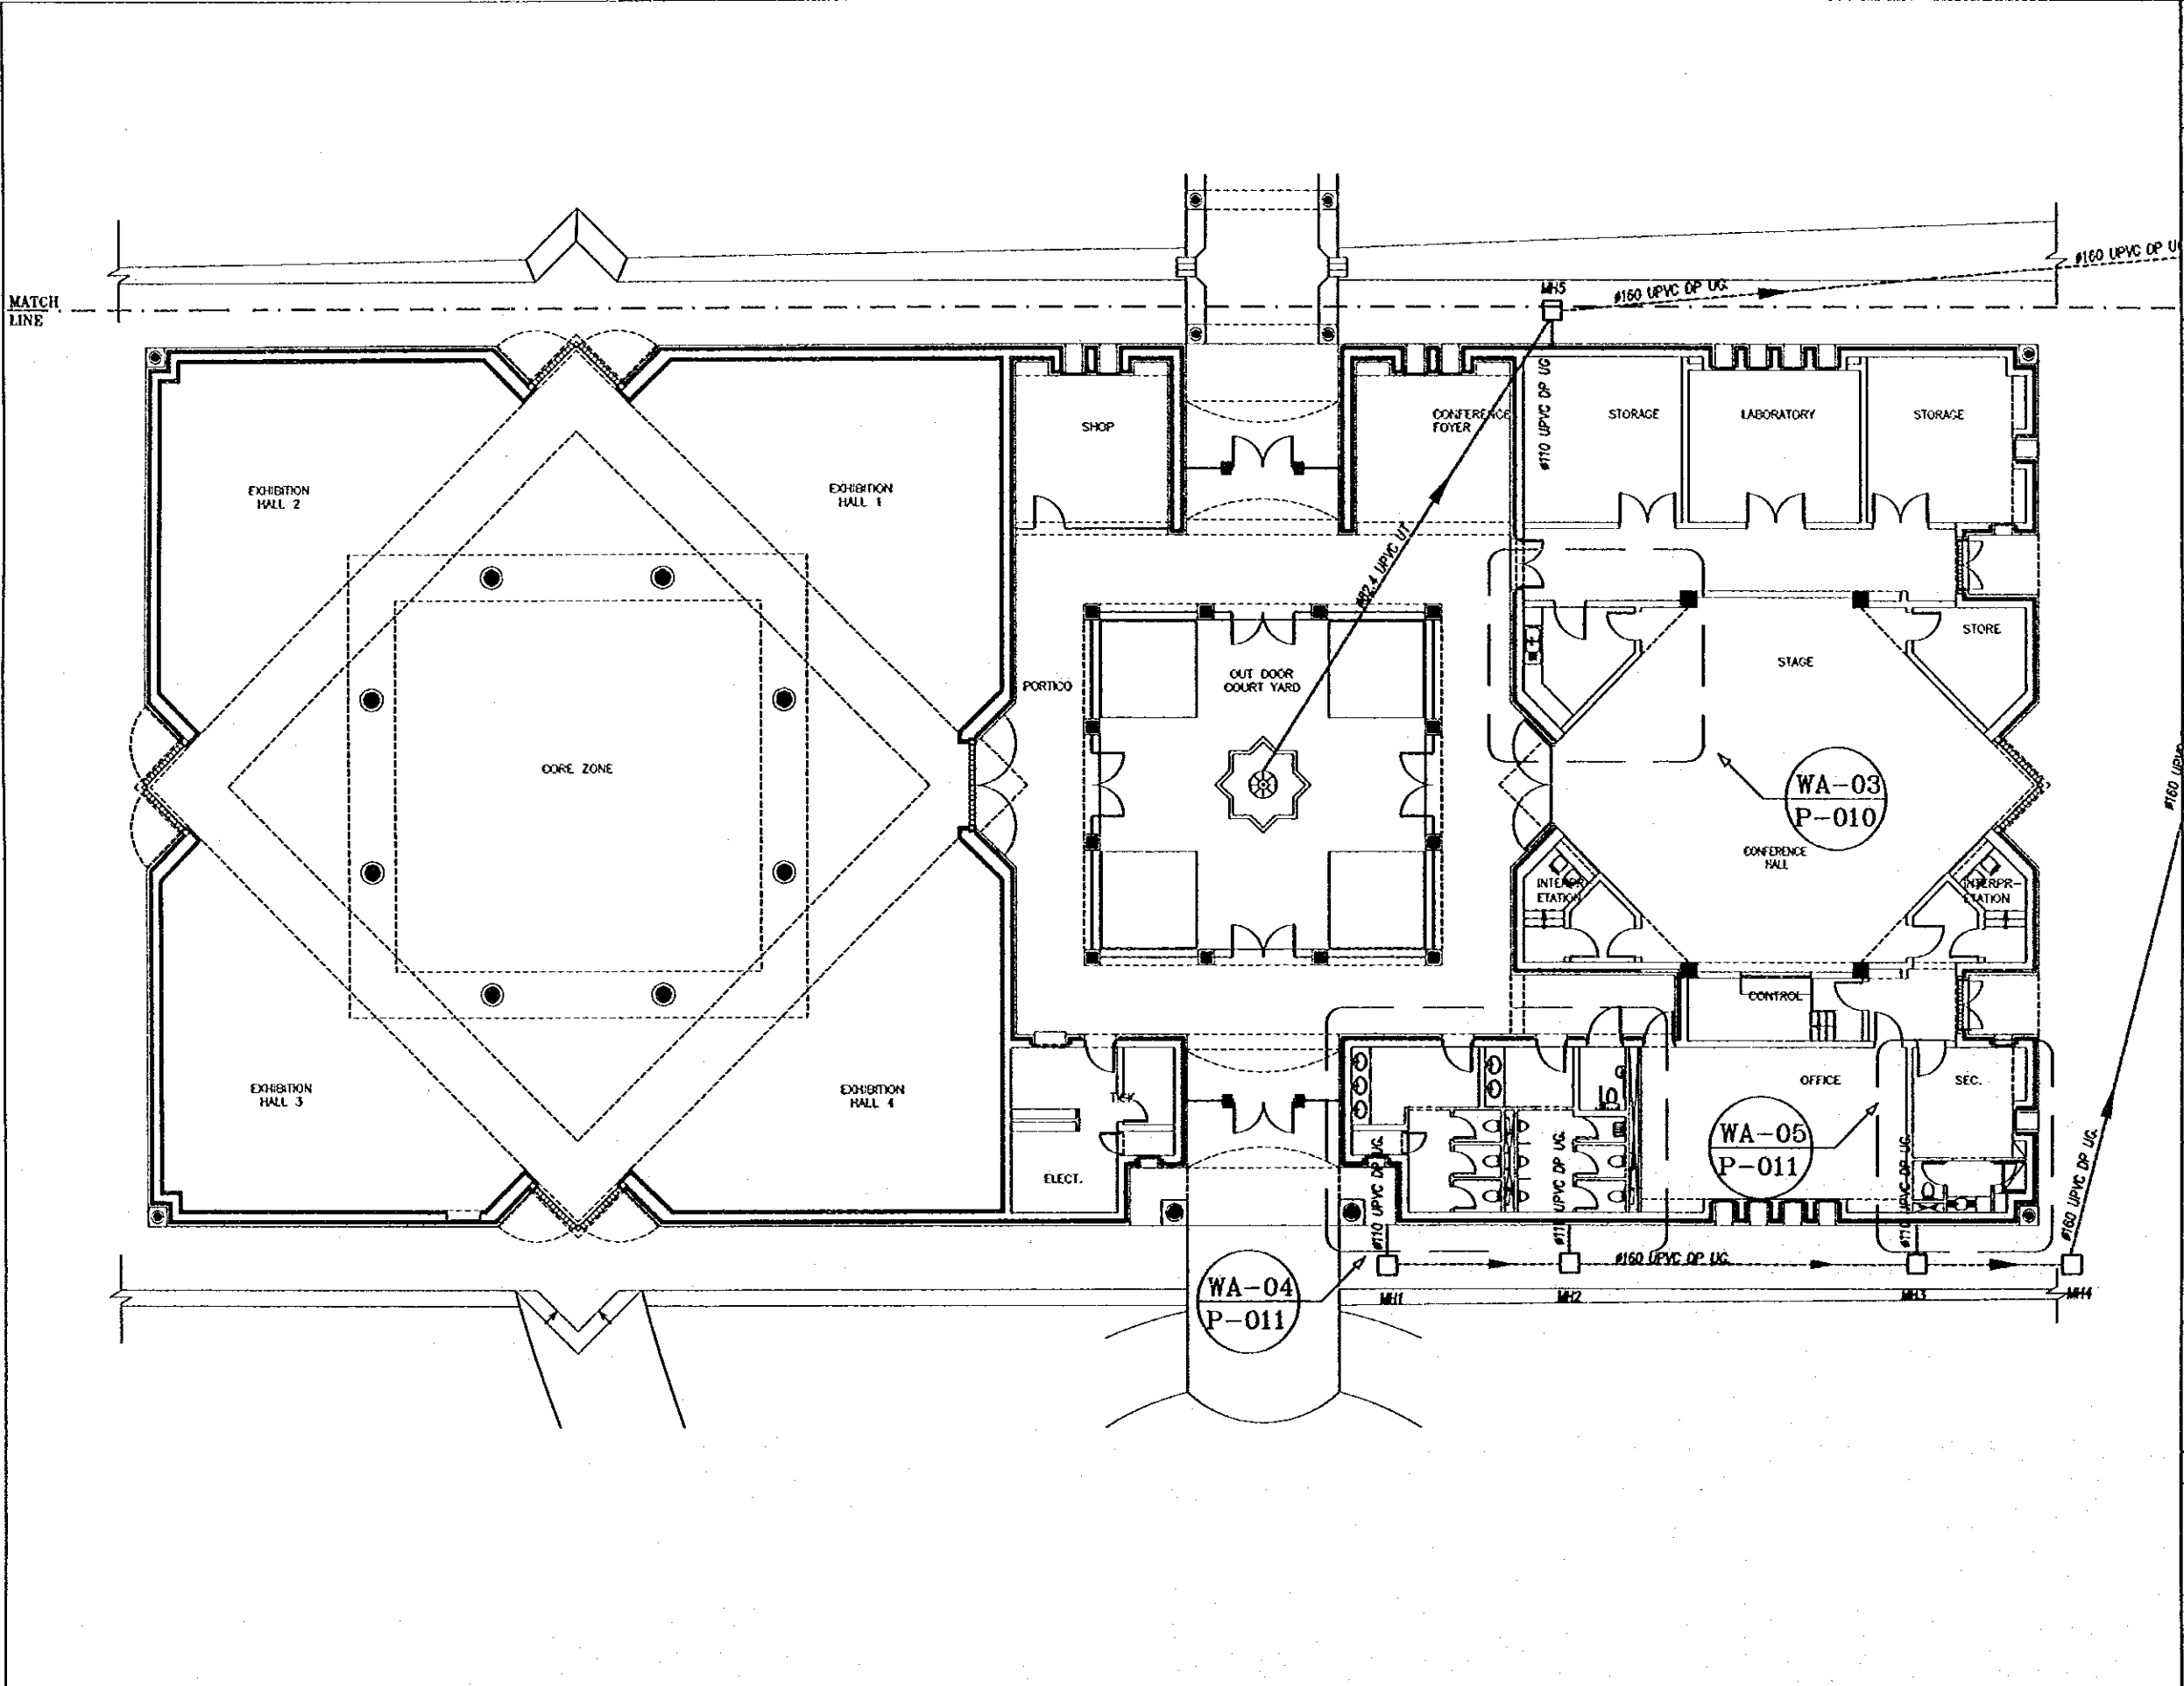 #160 UPVC DP UG
MATCH
LINE
MH5
#160 UPVC DP UG.
#110 UPVC DP UG
SHOP
CONFERENCE
FOYER
STORAGE
LABORATORY
STORAGE
EXHIBITION
HALL 2
EXHIBITION
HALL 1
#82.4 UPVC UT
STORE
STAGE
OUT DOOR
COURT YARD
PORTICO
CORE ZONE
WA-03
P-010
#160 UPVC
CONFERENCE
HALL
INTERPR-
ETATION
INTERPR-
ETATION
CONTROL
EXHIBITION
HALL 3
EXHIBITION
HALL 4
OFFICE
SEC.
WA-05
P-011
ELECT.
#110 UPVC DP UG.
UPVC DP UG.
#110 UPVC DP UG.
#160 UPVC DP UG.
#160 UPVC DP UG.
WA-04
P-011
MH1
MH2
MH3
MH4